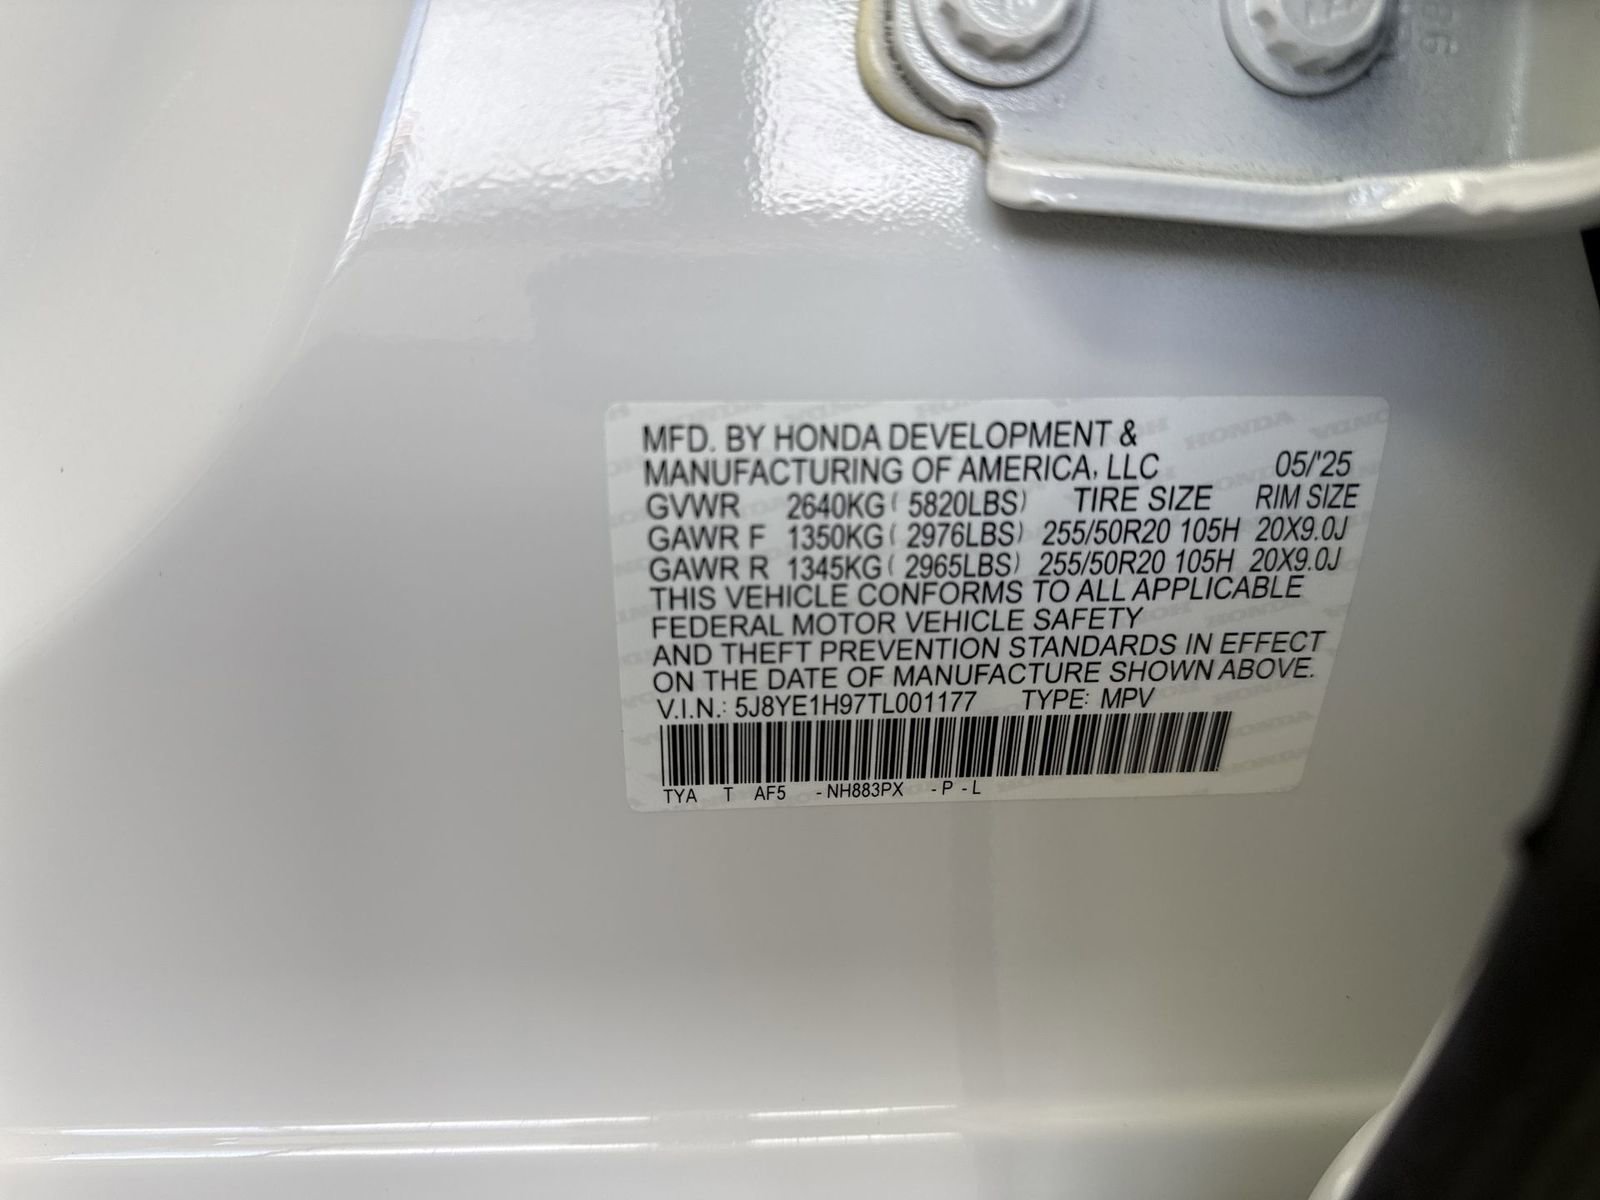 MFD. BY HONDA DEVELOPMENT &
MANUFACTURING OF AMERICA, LLC 05/'25
GVWR 2640KG ( 5820LBS) TIRE SIZE RIM SIZE
GAWR F 1350KG ( 2976LBS) 255/50R20 105H 20X9.0J
GAWR R 1345KG ( 2965LBS) 255/50R20 105H 20X9.0J
THIS VEHICLE CONFORMS TO ALL APPLICABLE
FEDERAL MOTOR VEHICLE SAFETY
AND THEFT PREVENTION STANDARDS IN EFFECT
ON THE DATE OF MANUFACTURE SHOWN ABOVE.
V.I.N.: 5J8YE1H97TL001177 TYPE: MPV
TYA T AF5 -NH883PX -P -L